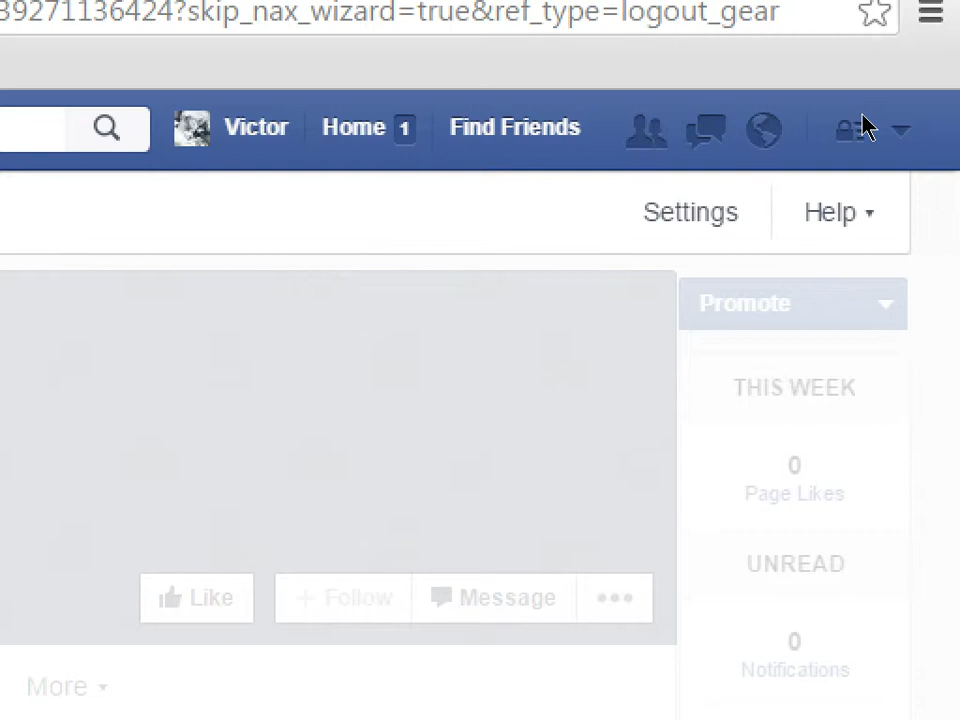 39271136424?skip_nax_wizard=true&ref_type=logout_gear
Victor Home 1 Find Friends
Settings Help
Promote
THIS WEEK
0
Page Likes
UNREAD
0
Notifications
Like + Follow Message
More